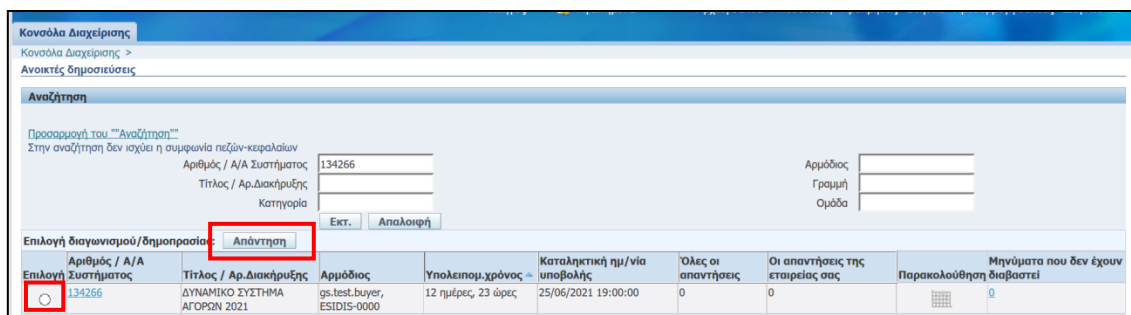 Κονσόλα Διαχείρισης
Κονσόλα Διαχείρισης >
Ανοικτές δημοσιεύσεις
Αναζήτηση
Προσαρμογή του ""Αναζήτηση""
Στην αναζήτηση δεν ισχύει η συμφωνία πεζών-κεφαλαίων
Αριθμός / Α/Α Συστήματος 134266 Αρμόδιος
Τίτλος / Αρ.Διακήρυξης Γραμμή
Κατηγορία Ομάδα
Εκτ. Απαλοιφή
Επιλογή διαγωνισμού/δημοπρασίας: Απάντηση
Επιλογή Αριθμός / Α/Α Συστήματος Τίτλος / Αρ.Διακήρυξης Αρμόδιος Υπολειπομ.χρόνος Καταληκτική ημ/νία υποβολής Όλες οι απαντήσεις Οι απαντήσεις της εταιρείας σας Παρακολούθηση Μηνύματα που δεν έχουν διαβαστεί
134266 ΔΥΝΑΜΙΚΟ ΣΥΣΤΗΜΑ ΑΓΟΡΩΝ 2021 gs.test.buyer, ESIDIS-0000 12 ημέρες, 23 ώρες 25/06/2021 19:00:00 0 0 0